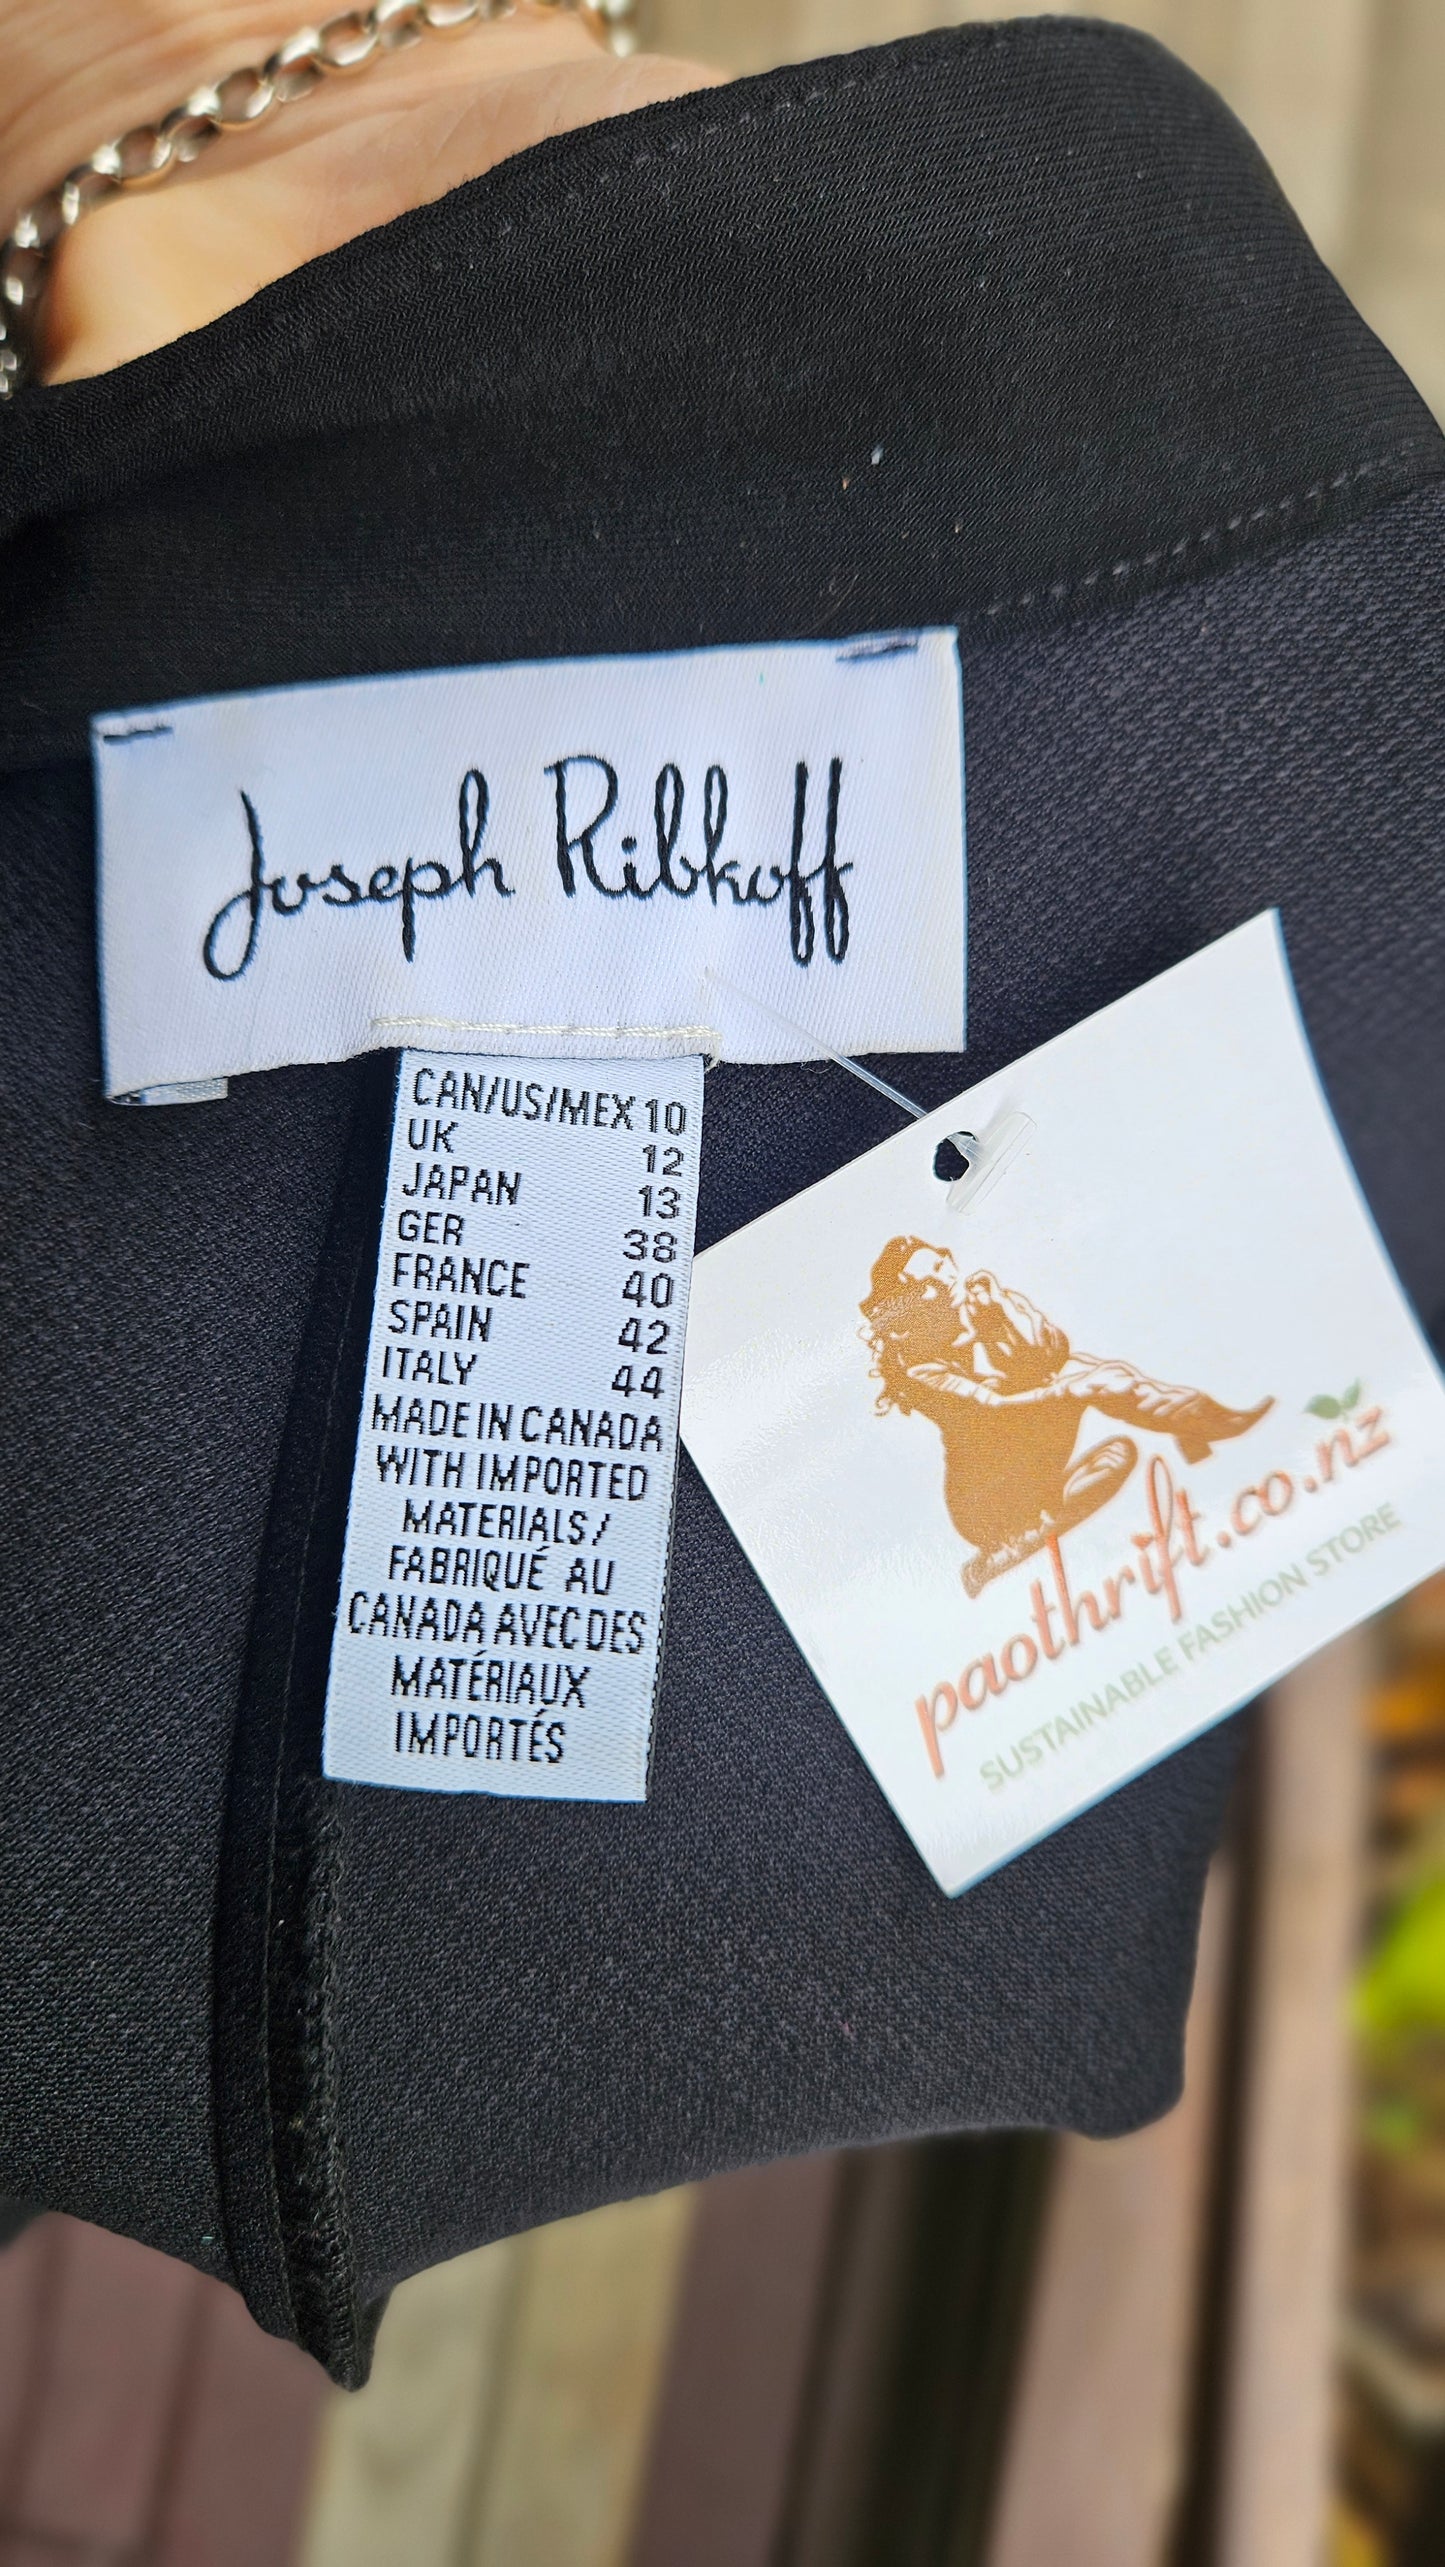 Joseph Ribkoff
CAN/US/MEX 10
UK 12
JAPAN 13
GER 38
FRANCE 40
SPAIN 42
ITALY 44
MADE IN CANADA
WITH IMPORTED
MATERIALS/
FABRIQUÉ AU
CANADA AVEC DES
MATÉRIAUX
IMPORTÉS
paothrift.co.nz
SUSTAINABLE FASHION STORE